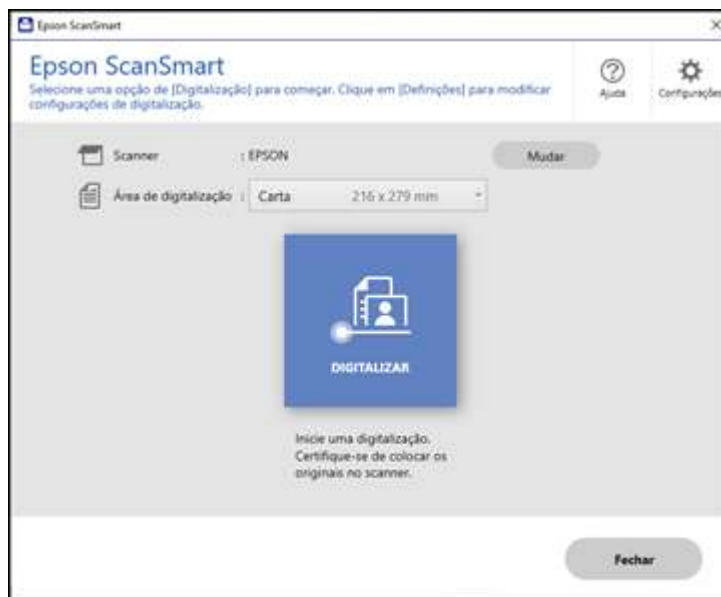 Epson ScanSmart
Epson ScanSmart
Selecione uma opção de [Digitalização] para começar. Clique em [Definições] para modificar
configurações de digitalização.
Ajuda
Configurações
Scanner : EPSON
Mudar
Área de digitalização : Carta 216 x 279 mm
DIGITALIZAR
Inicie uma digitalização.
Certifique-se de colocar os
originais no scanner.
Fechar